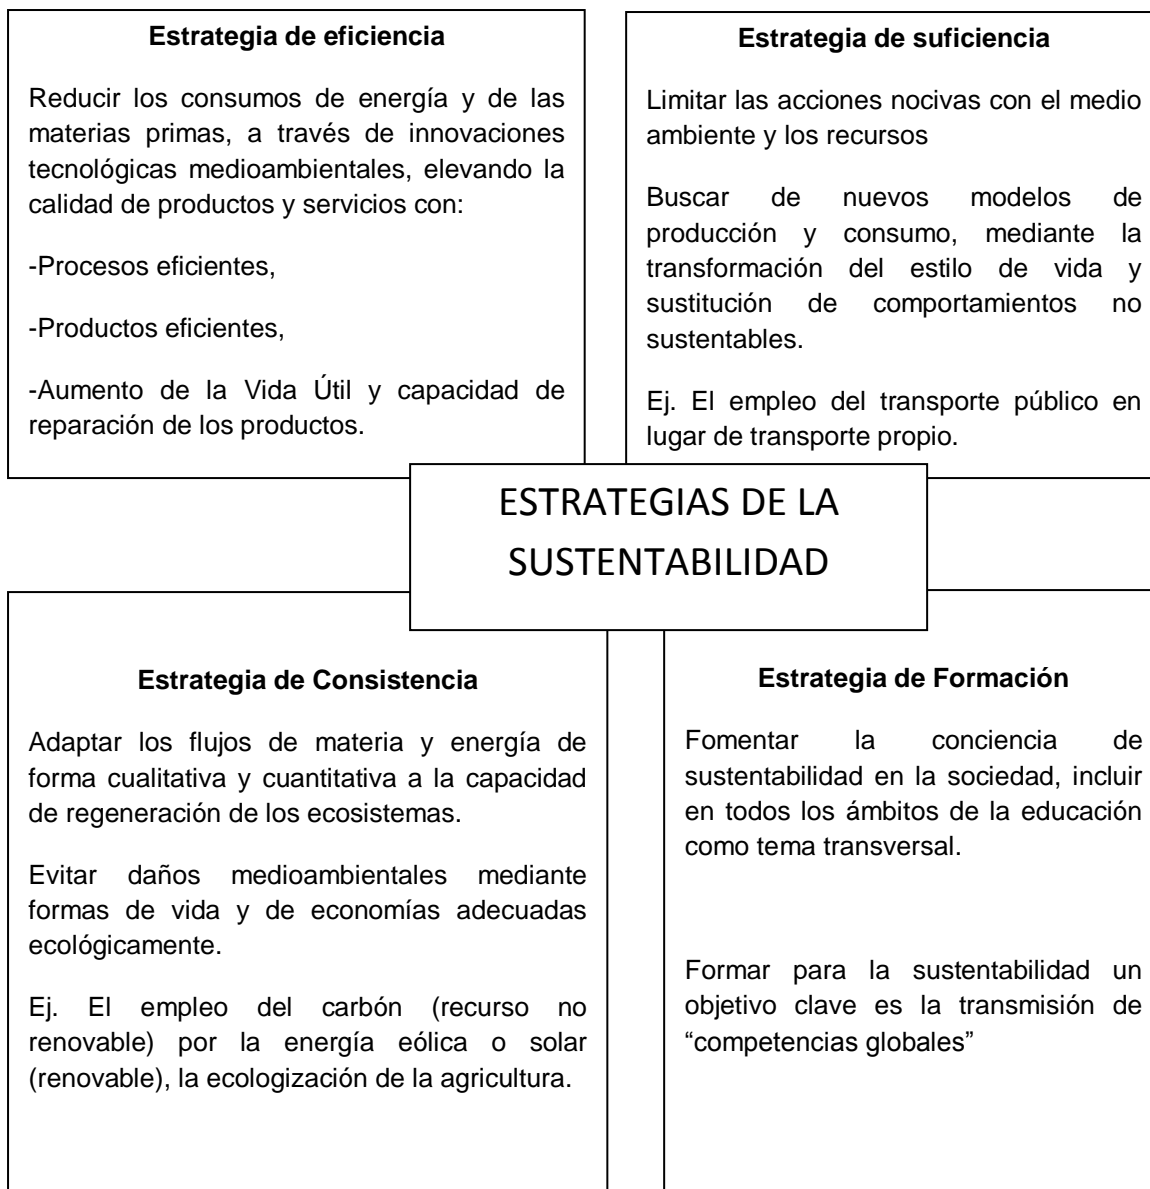 Estrategia de eficiencia
Reducir los consumos de energía y de las
materias primas, a través de innovaciones
tecnológicas medioambientales, elevando la
calidad de productos y servicios con:
-Procesos eficientes,
-Productos eficientes,
-Aumento de la Vida Útil y capacidad de
reparación de los productos.
Estrategia de suficiencia
Limitar las acciones nocivas con el medio
ambiente y los recursos
Buscar de nuevos modelos de
producción y consumo, mediante la
transformación del estilo de vida y
sustitución de comportamientos no
sustentables.
Ej. El empleo del transporte público en
lugar de transporte propio.
ESTRATEGIAS DE LA
SUSTENTABILIDAD
Estrategia de Consistencia
Adaptar los flujos de materia y energía de
forma cualitativa y cuantitativa a la capacidad
de regeneración de los ecosistemas.
Evitar daños medioambientales mediante
formas de vida y de economías adecuadas
ecológicamente.
Ej. El empleo del carbón (recurso no
renovable) por la energía eólica o solar
(renovable), la ecologización de la agricultura.
Estrategia de Formación
Fomentar la conciencia de
sustentabilidad en la sociedad, incluir
en todos los ámbitos de la educación
como tema transversal.
Formar para la sustentabilidad un
objetivo clave es la transmisión de
“competencias globales”